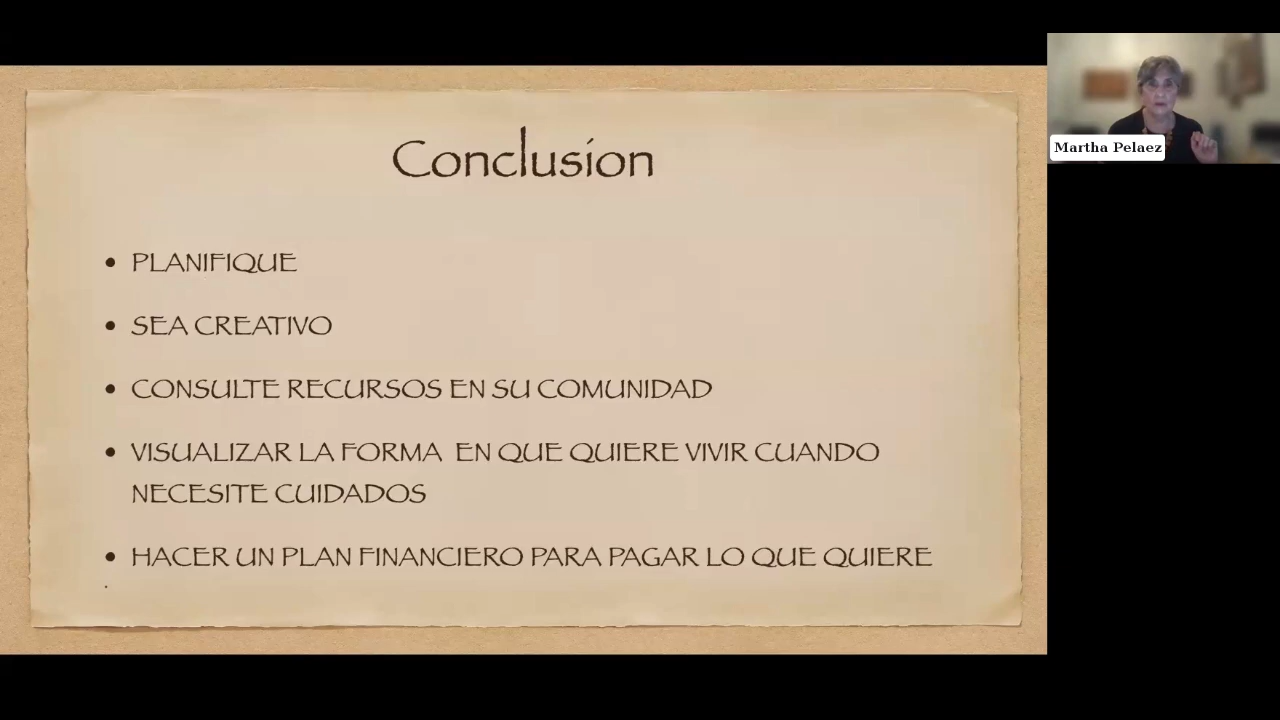 Conclusion
• PLANIFIQUE
• SEA CREATIVO
• CONSULTE RECURSOS EN SU COMUNIDAD
• VISUALIZAR LA FORMA EN QUE QUIERE VIVIR CUANDO
NECESITE CUIDADOS
• HACER UN PLAN FINANCIERO PARA PAGAR LO QUE QUIERE
Martha Pelaez